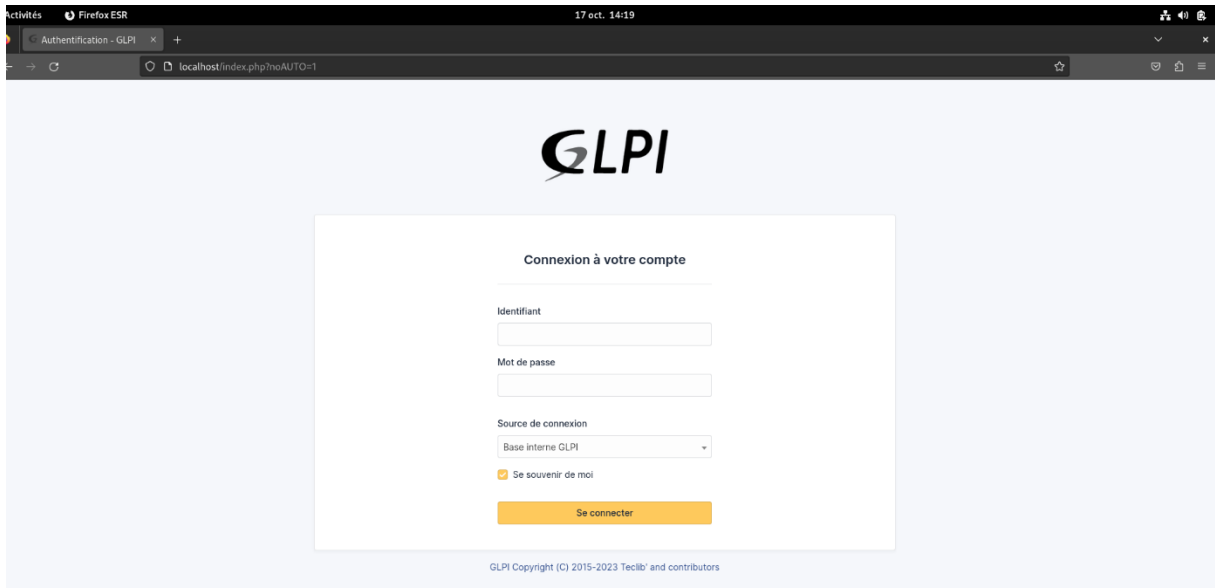 Activités Firefox ESR 17 oct. 14:19
Authentification - GLPI × +
localhost/index.php?noAUTO=1
GLPI
Connexion à votre compte
Identifiant
Mot de passe
Source de connexion
Base interne GLPI
Se souvenir de moi
Se connecter
GLPI Copyright (C) 2015-2023 Teclib' and contributors